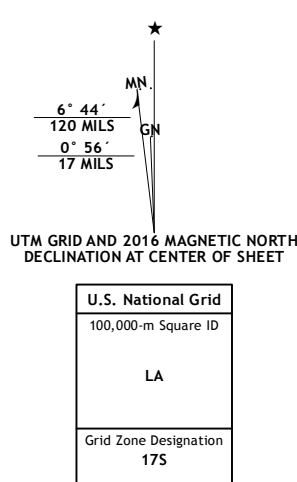 ★
MN
6° 44´
120 MILS
GN
0° 56´
17 MILS
UTM GRID AND 2016 MAGNETIC NORTH
DECLINATION AT CENTER OF SHEET
U.S. National Grid
100,000-m Square ID
LA
Grid Zone Designation
17S